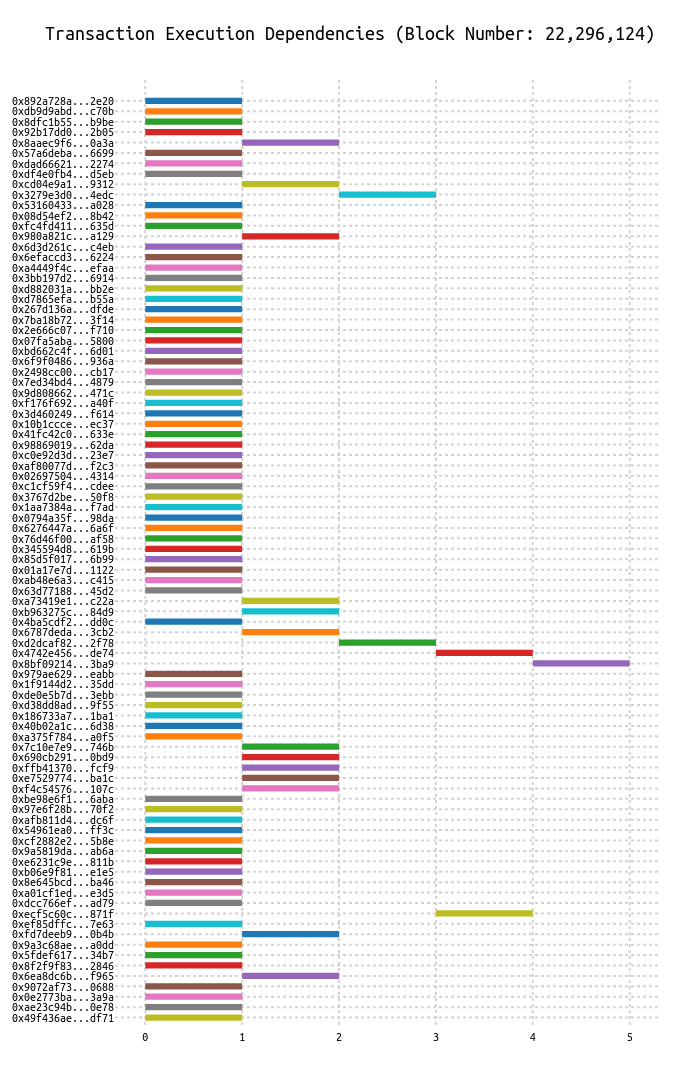 Transaction Execution Dependencies (Block Number: 22,296,124)
0x892a728a...2e20
0xdb9d9abd...c70b
0x8dfc1b55...b9be
0x92b17dd0...2b05
0x8aaec9f6...0a3a
0x57a6deba...6699
0xdad66621...2274
0xdf4e0fb4...d5eb
0xcd04e9a1...9312
0x3279e3d0...4edc
0x53160433...a028
0x08d54ef2...8b42
0xfc4fd411...635d
0x980a821c...a129
0x6d3d261c...c4eb
0x6efaccd3...6224
0xa4449f4c...efaa
0x3bb197d2...6914
0xd882031a...bb2e
0xd7865efa...b55a
0x267d136a...dfde
0x7ba18b72...3f14
0x2e666c07...f710
0x07fa5aba...5800
0xbd662c4f...6d01
0x6f9f0486...936a
0x2498cc00...cb17
0x7ed34bd4...4879
0x9d808662...471c
0xf176f692...a40f
0x3d460249...f614
0x10b1ccce...ec37
0x41fc42c0...633e
0x98869019...62da
0xc0e92d3d...23e7
0xaf80077d...f2c3
0x02697504...4314
0xc1cf59f4...cdee
0x3767d2be...50f8
0x1aa7384a...f7ad
0x0794a35f...98da
0x6276447a...6a6f
0x76d46f00...af58
0x345594d8...619b
0x85d5f017...6b99
0x01a17e7d...1122
0xab48e6a3...c415
0x63d77188...45d2
0xa73419e1...c22a
0xb963275c...84d9
0x4ba5cdf2...dd0c
0x6787deda...3cb2
0xd2dcaf82...2f78
0x4742e456...de74
0x8bf09214...3ba9
0x979ae629...eabb
0x1f9144d2...35dd
0xde0e5b7d...3ebb
0xd38dd8ad...9f55
0x186733a7...1ba1
0x40b02a1c...6d38
0xa375f784...a0f5
0x7c10e7e9...746b
0x690cb291...0bd9
0xffb41370...fcf9
0xe7529774...ba1c
0xf4c54576...107c
0xbe98e6f1...6aba
0x97e6f28b...70f2
0xafb811d4...dc6f
0x54961ea0...ff3c
0xcf2882e2...5b8e
0x9a5819da...ab6a
0xe6231c9e...811b
0xb06e9f81...e1e5
0x8e645bcd...ba46
0xa01cf1ed...e3d5
0xdcc766ef...ad79
0xecf5c60c...871f
0xef85dffc...7e63
0xfd7deeb9...0b4b
0x9a3c68ae...a0dd
0x5fdef617...34b7
0x8f2f9f83...2846
0x6ea8dc6b...f965
0x9072af73...0688
0x0e2773ba...3a9a
0xae23c94b...0e78
0x49f436ae...df71
0 1 2 3 4 5